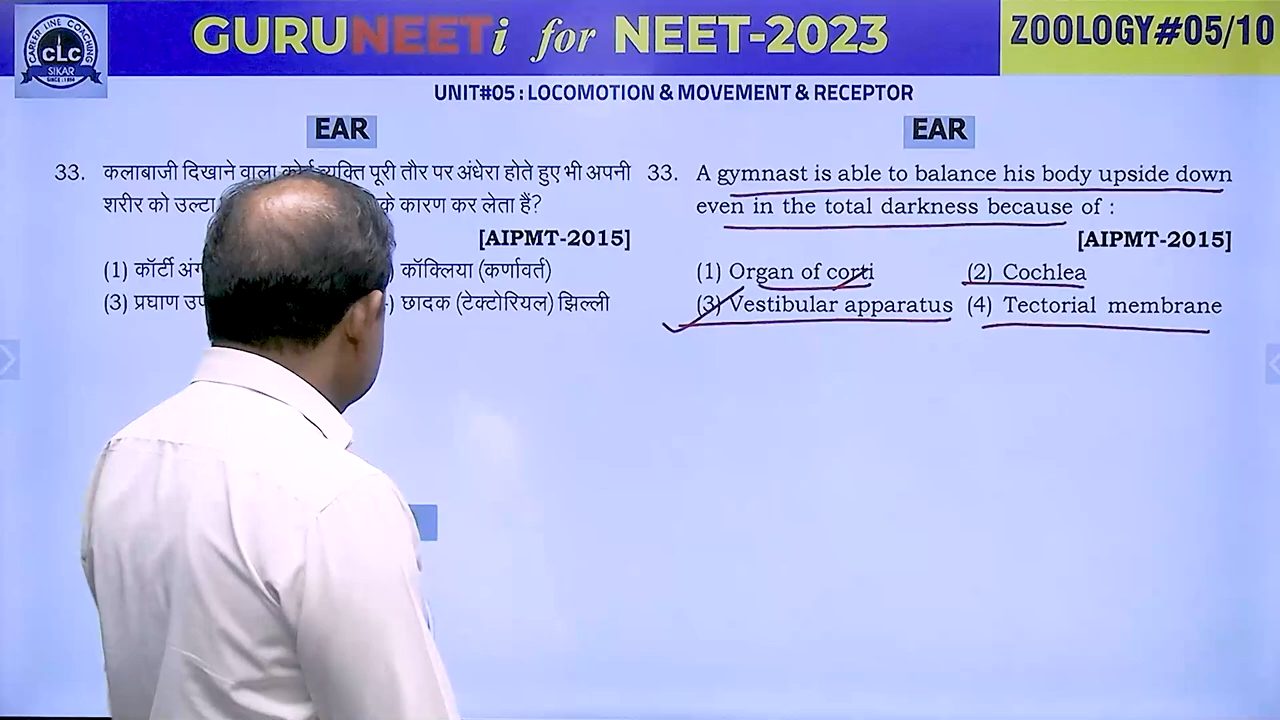 CAREER LINE COACHING
CLC
SIKAR
SINCE : 1996
GURUNEETi for NEET-2023
ZOOLOGY#05/10
UNIT#05 : LOCOMOTION & MOVEMENT & RECEPTOR
EAR
33. कलाबाजी दिखाने वाला कोई व्यक्ति पूरी तौर पर अंधेरा होते हुए भी अपनी
शरीर को उल्टा के कारण कर लेता हैं?
[AIPMT-2015]
(1) कॉर्टी कॉक्लिया (कर्णावर्त)
(3) प्रघाण छादक (टेक्टोरियल) झिल्ली
EAR
33. A gymnast is able to balance his body upside down
even in the total darkness because of :
[AIPMT-2015]
(1) Organ of corti (2) Cochlea
(3) Vestibular apparatus (4) Tectorial membrane